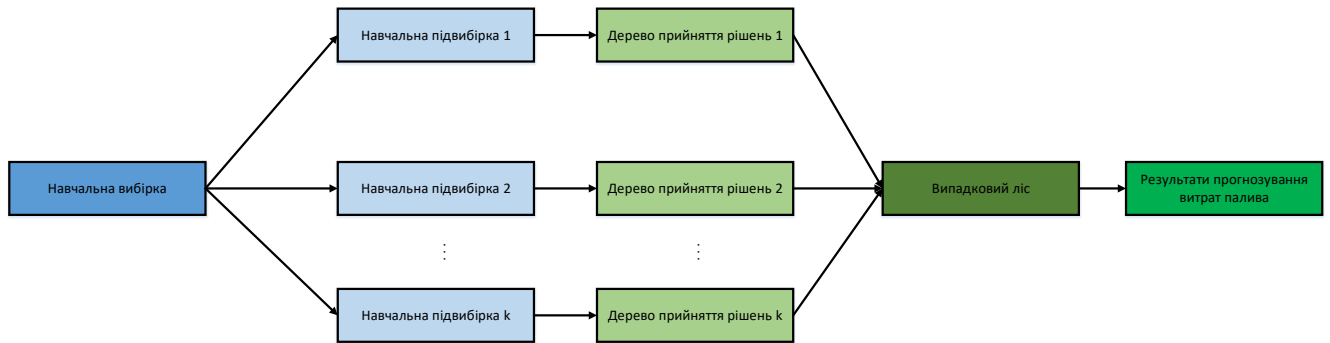 Навчальна підвибірка 1
Дерево прийняття рішень 1
Навчальна вибірка
Навчальна підвибірка 2
Дерево прийняття рішень 2
Випадковий ліс
Результати прогнозування
витрат палива
⋮
⋮
Навчальна підвибірка k
Дерево прийняття рішень k